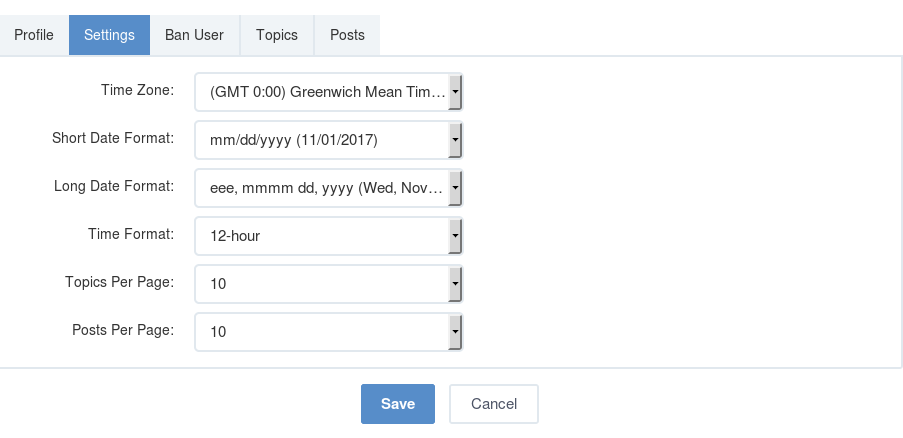 Profile Settings Ban User Topics Posts
Time Zone: (GMT 0:00) Greenwich Mean Tim...
Short Date Format: mm/dd/yyyy (11/01/2017)
Long Date Format: eee, mmmm dd, yyyy (Wed, Nov...
Time Format: 12-hour
Topics Per Page: 10
Posts Per Page: 10
Save Cancel